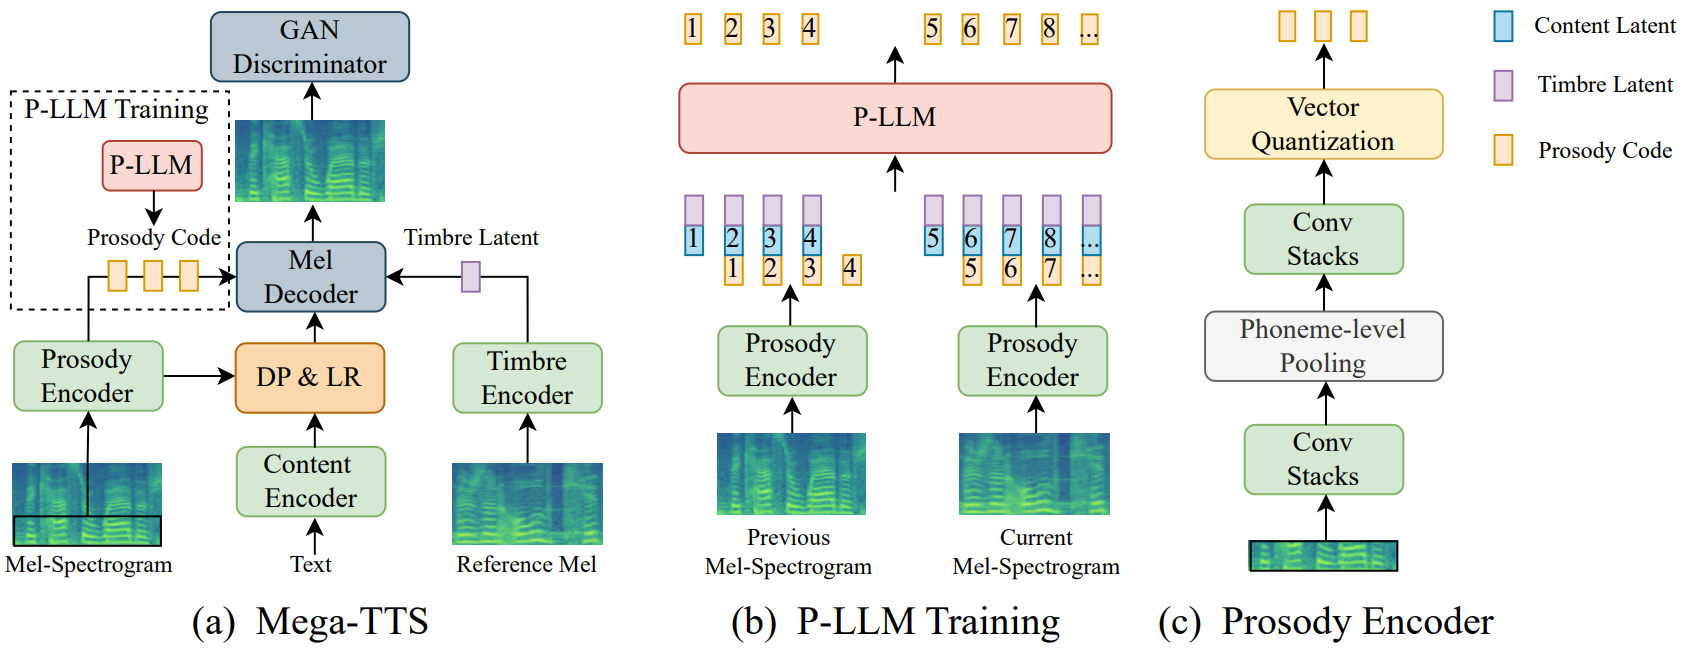 GAN
Discriminator
P-LLM Training
P-LLM
Prosody Code
Timbre Latent
Mel
Decoder
Prosody
Encoder
DP & LR
Timbre
Encoder
Content
Encoder
Mel-Spectrogram
Text
Reference Mel
(a) Mega-TTS
1 2 3 4 5 6 7 8 ...
P-LLM
1 2 3 4 5 6 7 8 ...
1 2 3 4 5 6 7 ...
Prosody
Encoder
Prosody
Encoder
Previous
Mel-Spectrogram
Current
Mel-Spectrogram
(b) P-LLM Training
Vector
Quantization
Conv
Stacks
Phoneme-level
Pooling
Conv
Stacks
(c) Prosody Encoder
Content Latent
Timbre Latent
Prosody Code